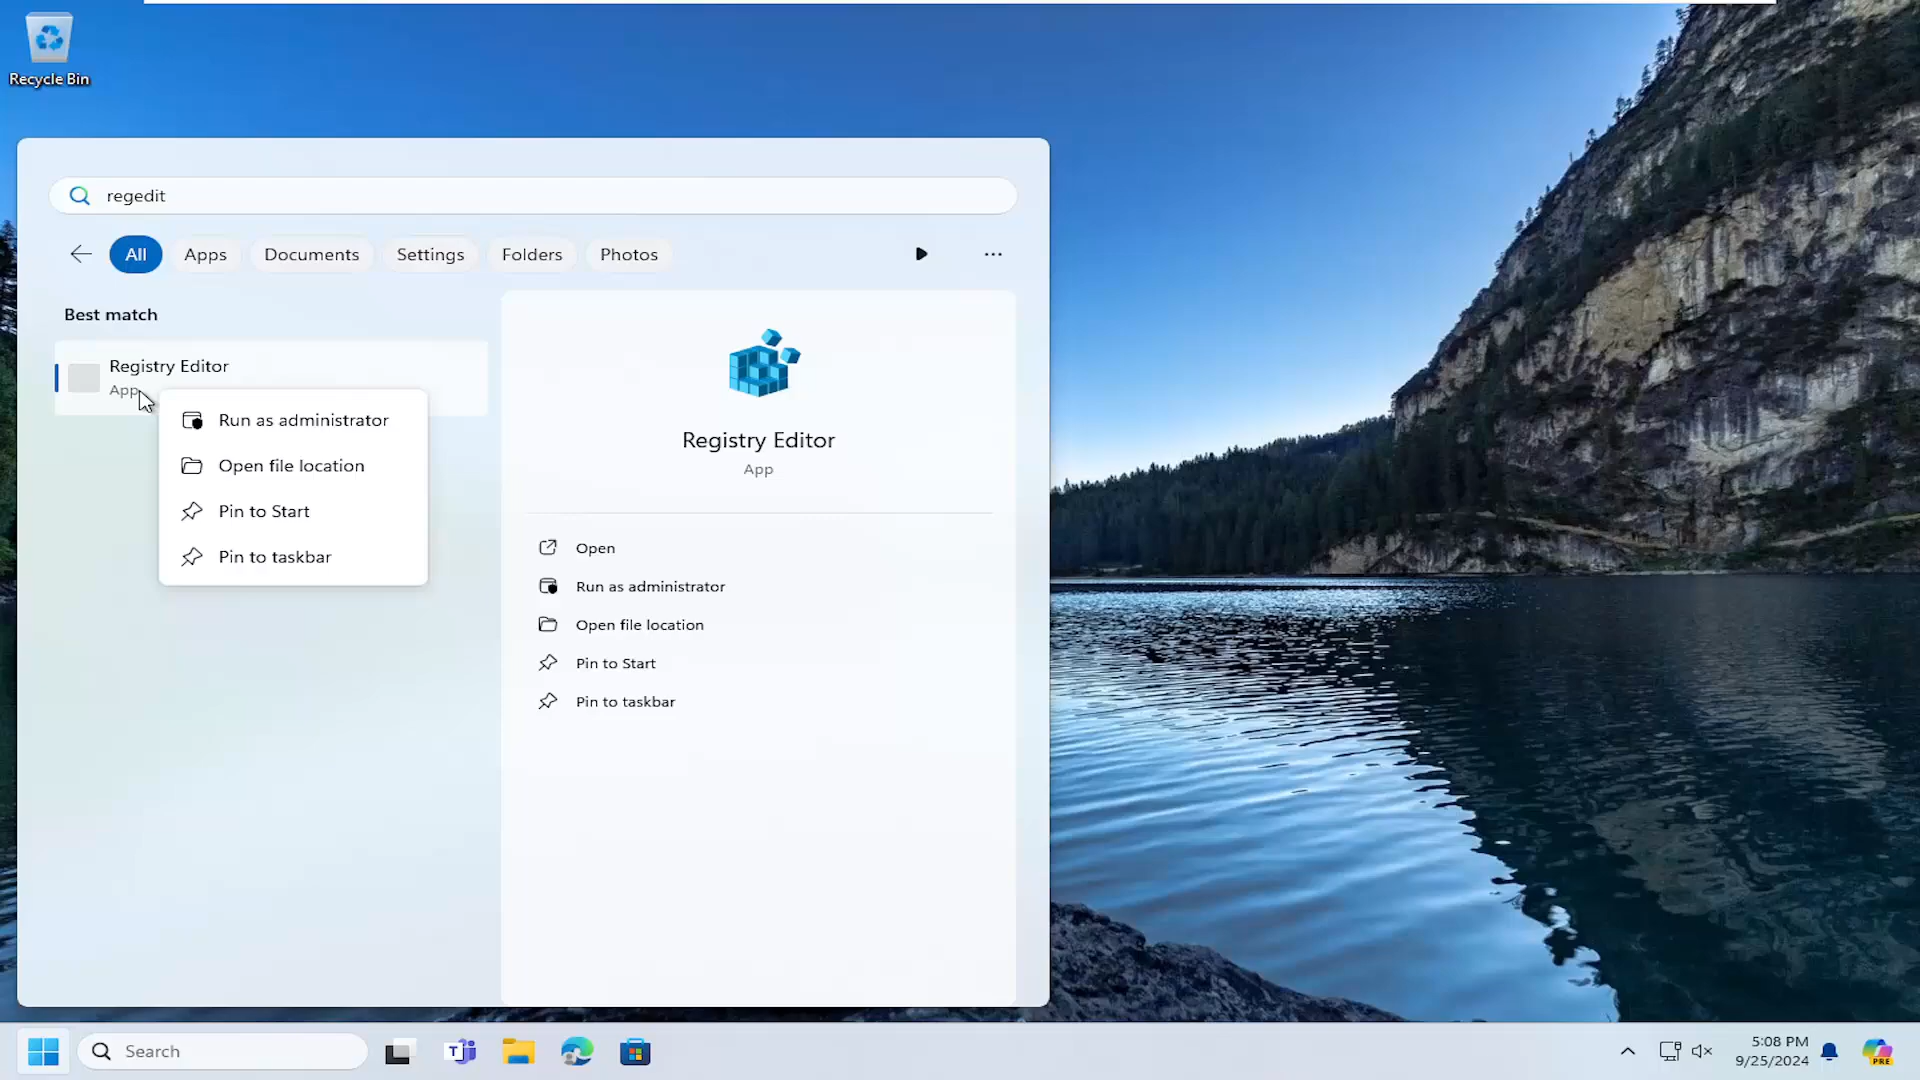 Recycle Bin
regedit
All
Apps
Documents
Settings
Folders
Photos
Best match
Registry Editor
App
Run as administrator
Open file location
Pin to Start
Pin to taskbar
Registry Editor
App
Open
Run as administrator
Open file location
Pin to Start
Pin to taskbar
Search
T
5:08 PM
9/25/2024
PRE